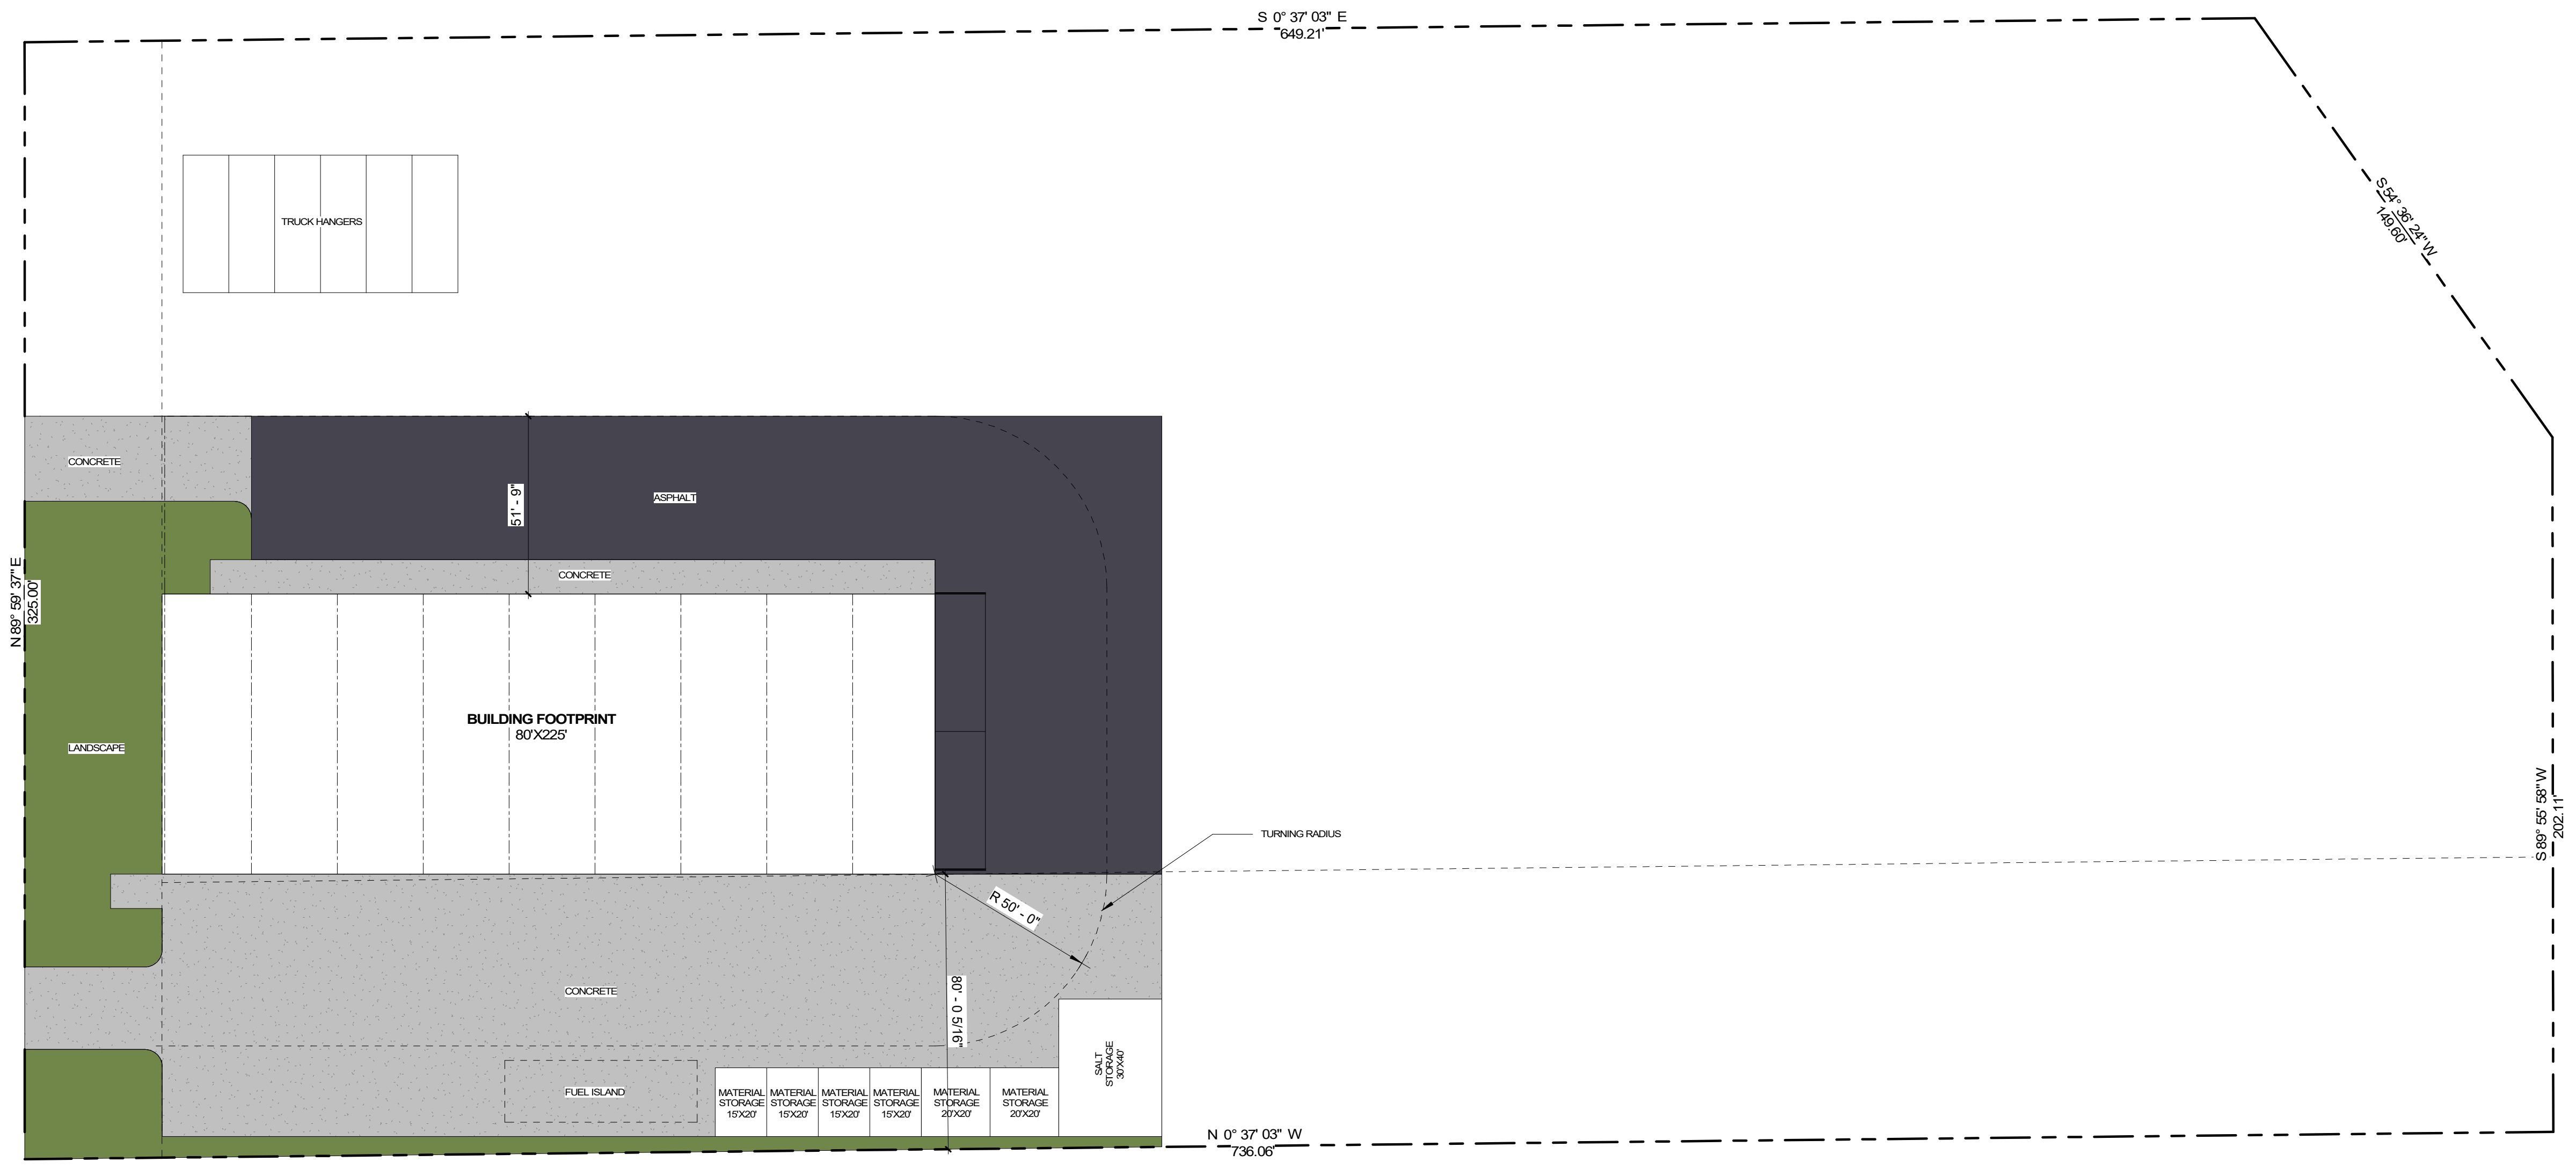 S 0° 37' 03" E
649.21'
S 54° 36' 24" W
149.60'
TRUCK HANGERS
CONCRETE
ASPHALT
51' - 9"
CONCRETE
N 89° 59' 37" E
325.00'
BUILDING FOOTPRINT
80'X225'
LANDSCAPE
TURNING RADIUS
S 89° 55' 58" W
202.11'
R 50' - 0"
CONCRETE
80' - 0 5/16"
FUEL ISLAND
MATERIAL
STORAGE
15'X20'
MATERIAL
STORAGE
15'X20'
MATERIAL
STORAGE
15'X20'
MATERIAL
STORAGE
15'X20'
MATERIAL
STORAGE
20'X20'
MATERIAL
STORAGE
20'X20'
SALT
STORAGE
30'X40'
N 0° 37' 03" W
736.06'